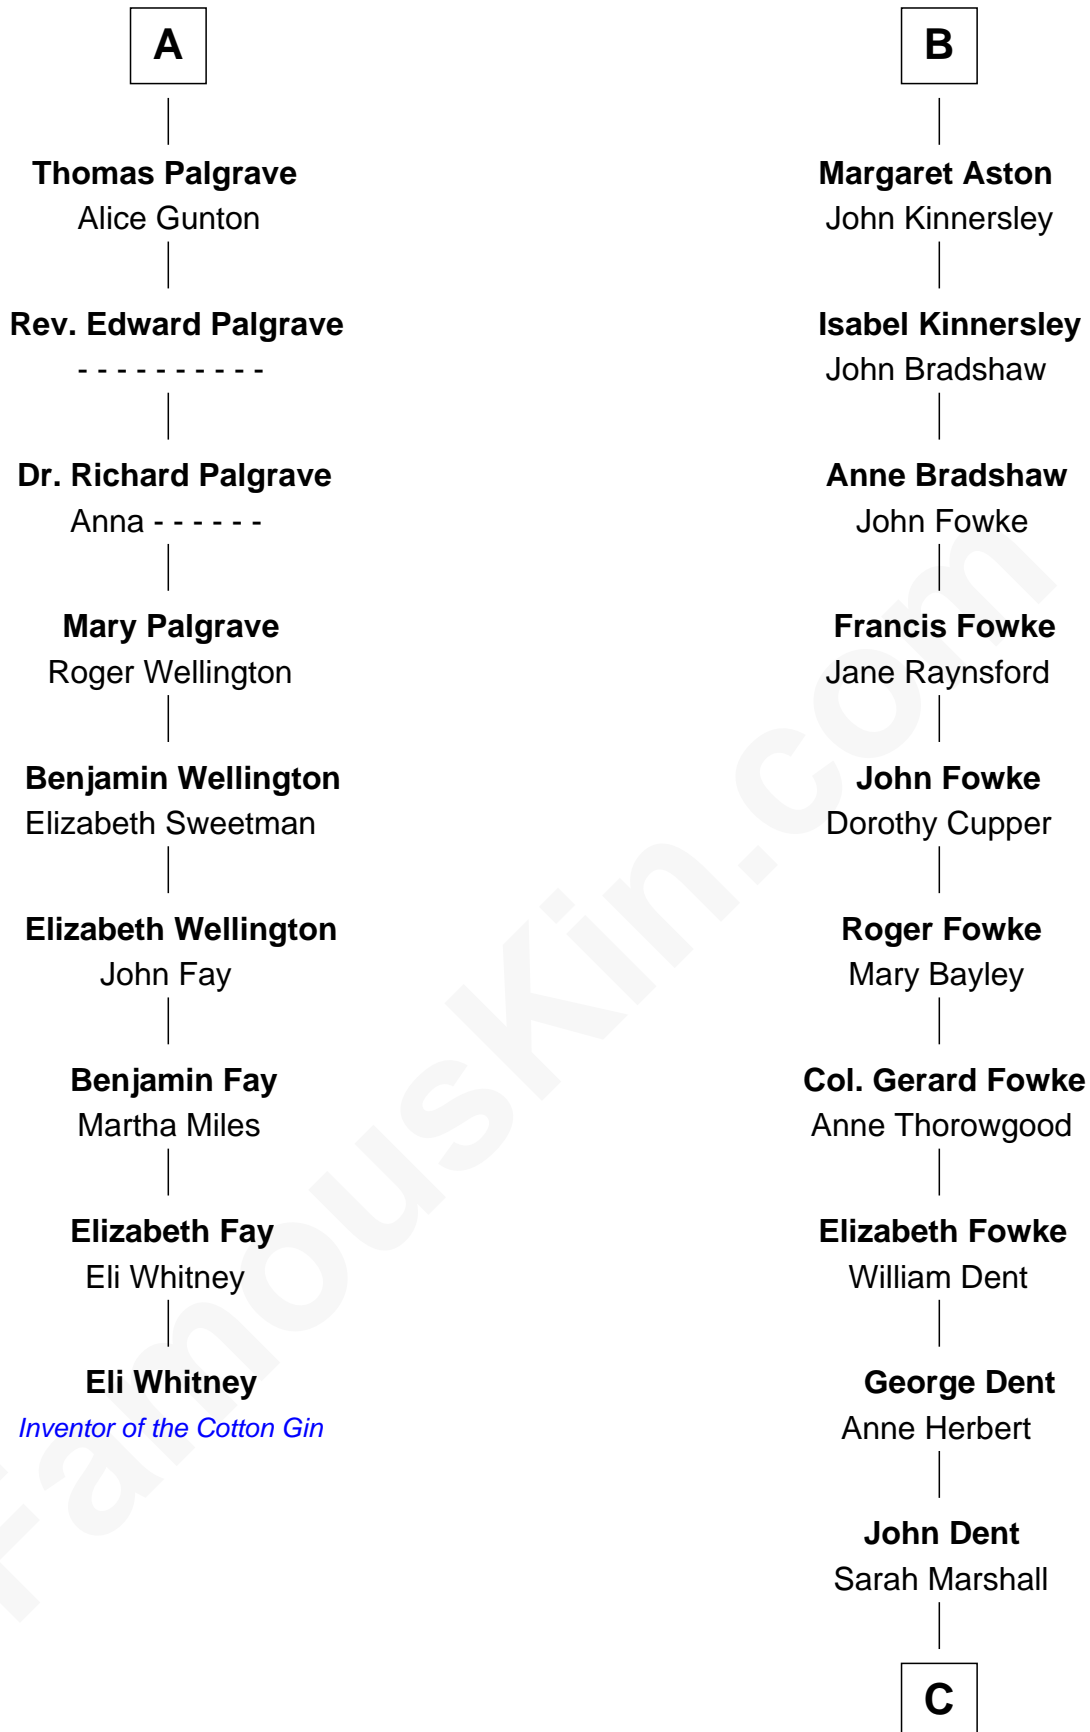 A
Thomas Palgrave
Alice Gunton
Rev. Edward Palgrave
- - - - - - - - - -
Dr. Richard Palgrave
Anna - - - - - -
Mary Palgrave
Roger Wellington
Benjamin Wellington
Elizabeth Sweetman
Elizabeth Wellington
John Fay
Benjamin Fay
Martha Miles
Elizabeth Fay
Eli Whitney
Eli Whitney
Inventor of the Cotton Gin
B
Margaret Aston
John Kinnersley
Isabel Kinnersley
John Bradshaw
Anne Bradshaw
John Fowke
Francis Fowke
Jane Raynsford
John Fowke
Dorothy Cupper
Roger Fowke
Mary Bayley
Col. Gerard Fowke
Anne Thorowgood
Elizabeth Fowke
William Dent
George Dent
Anne Herbert
John Dent
Sarah Marshall
C
FamousKin.com